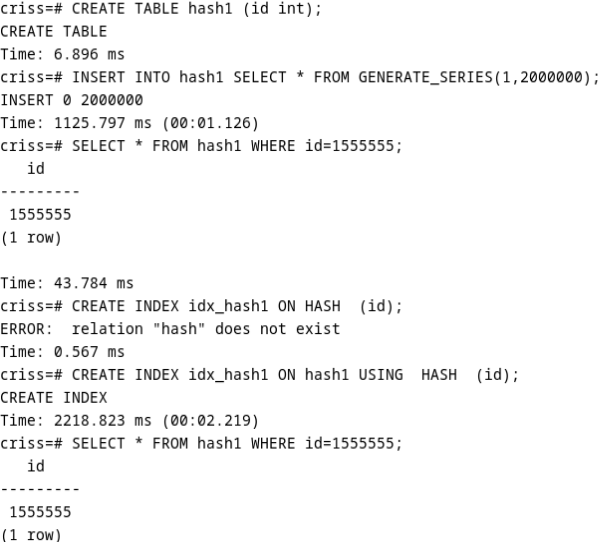 criss=# CREATE TABLE hash1 (id int);
CREATE TABLE
Time: 6.896 ms
criss=# INSERT INTO hash1 SELECT * FROM GENERATE_SERIES(1,2000000);
INSERT 0 2000000
Time: 1125.797 ms (00:01.126)
criss=# SELECT * FROM hash1 WHERE id=1555555;
   id
---------
 1555555
(1 row)

Time: 43.784 ms
criss=# CREATE INDEX idx_hash1 ON HASH  (id);
ERROR:  relation "hash" does not exist
Time: 0.567 ms
criss=# CREATE INDEX idx_hash1 ON hash1 USING  HASH  (id);
CREATE INDEX
Time: 2218.823 ms (00:02.219)
criss=# SELECT * FROM hash1 WHERE id=1555555;
   id
---------
 1555555
(1 row)